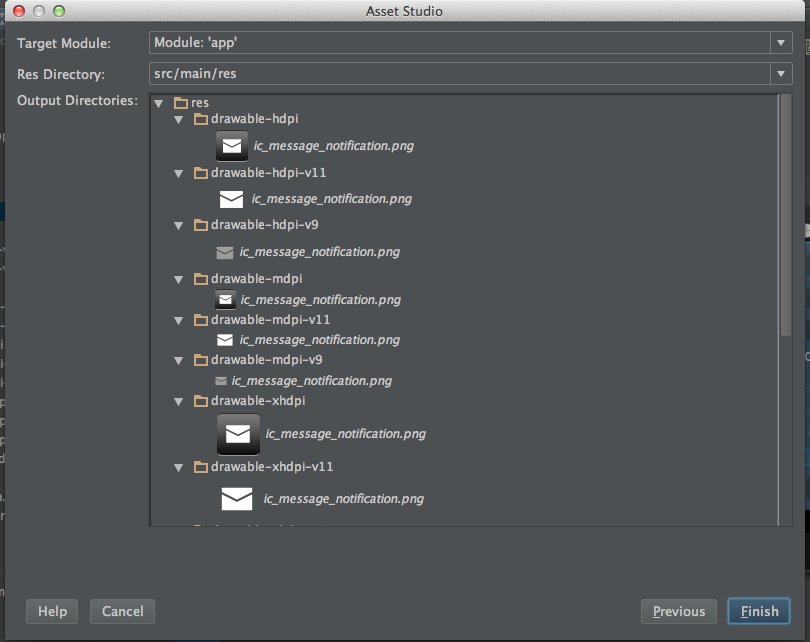 Asset Studio
Target Module: Module: 'app'
Res Directory: src/main/res
Output Directories: res
drawable-hdpi
ic_message_notification.png
drawable-hdpi-v11
ic_message_notification.png
drawable-hdpi-v9
ic_message_notification.png
drawable-mdpi
ic_message_notification.png
drawable-mdpi-v11
ic_message_notification.png
drawable-mdpi-v9
ic_message_notification.png
drawable-xhdpi
ic_message_notification.png
drawable-xhdpi-v11
ic_message_notification.png
Help Cancel Previous Finish